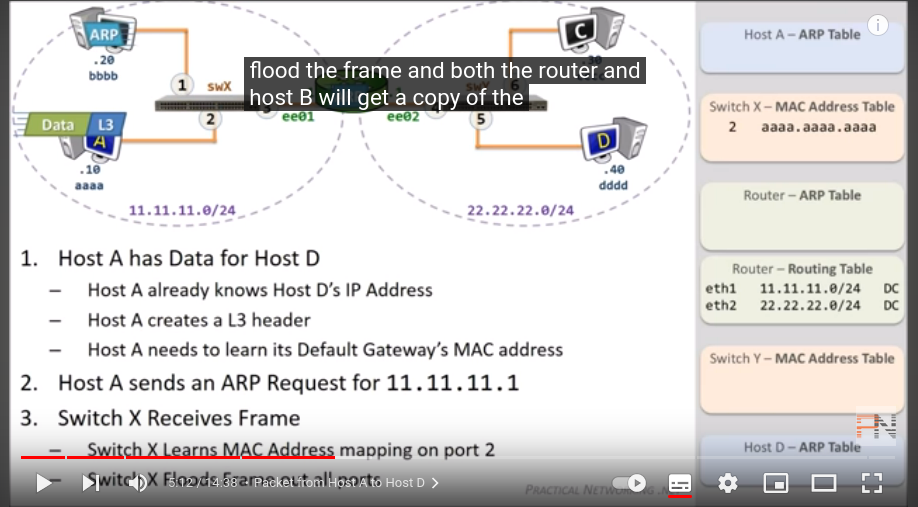 ARP
.20
bbbb
1
swX
2
Data
L3
A
.10
aaaa
11.11.11.0/24
flood the frame and both the router and
host B will get a copy of the
ee01
ee02
C
5
D
.40
dddd
22.22.22.0/24
1. Host A has Data for Host D
– Host A already knows Host D's IP Address
– Host A creates a L3 header
– Host A needs to learn its Default Gateway's MAC address
2. Host A sends an ARP Request for 11.11.11.1
3. Switch X Receives Frame
– Switch X Learns MAC Address mapping on port 2
– Switch X Floods Frame out all ports
Host A – ARP Table
Switch X – MAC Address Table
2 aaaa.aaaa.aaaa
Router – ARP Table
Router – Routing Table
eth1 11.11.11.0/24 DC
eth2 22.22.22.0/24 DC
Switch Y – MAC Address Table
Host D – ARP Table
PN
5:12 / 14:38 • Packet from Host A to Host D